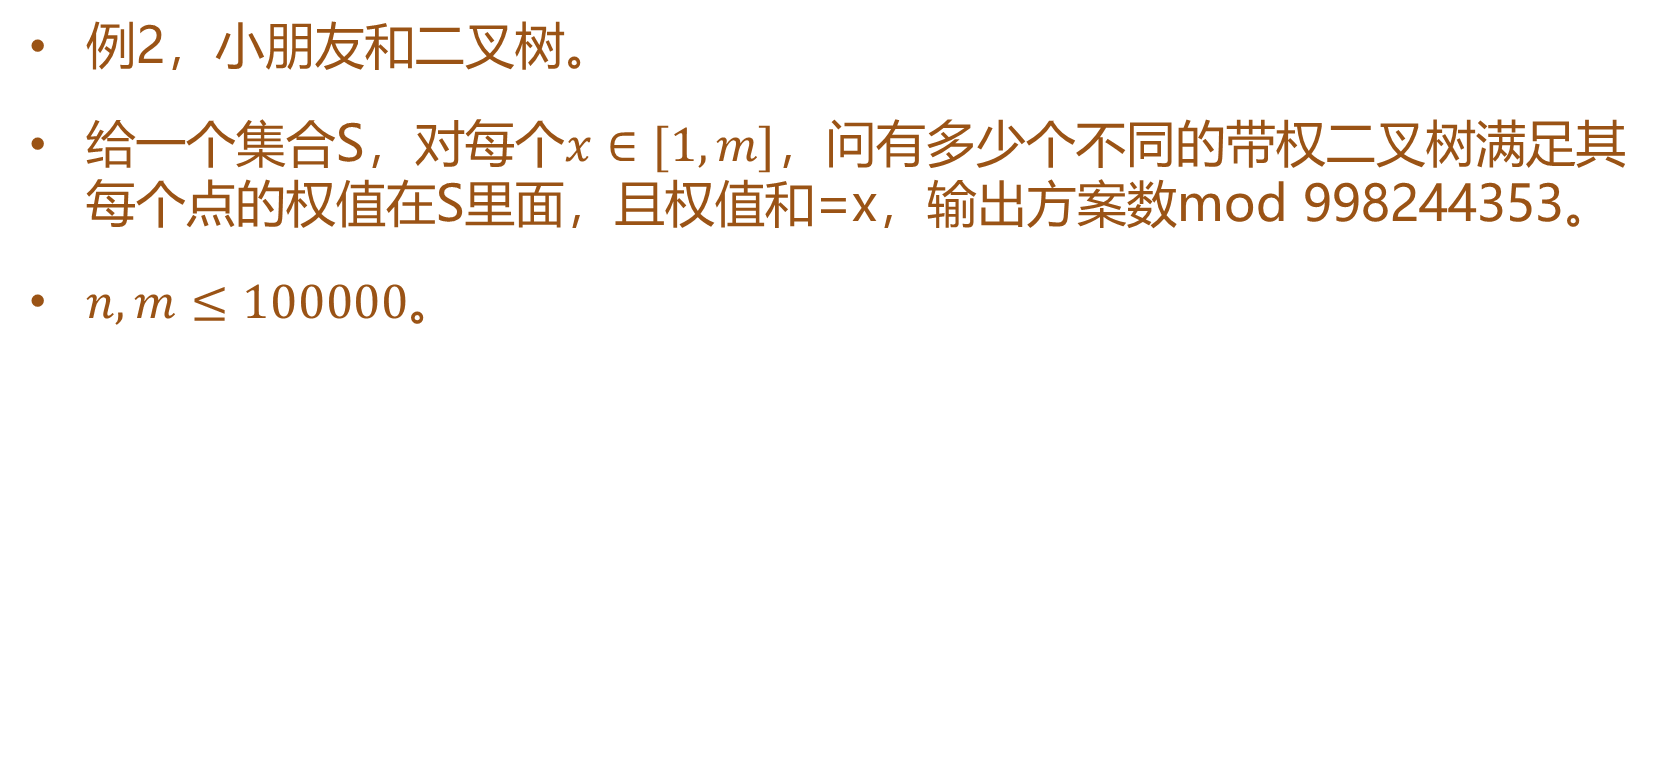 • 例2，小朋友和二叉树。
• 给一个集合S，对每个𝑥 ∈ [1, 𝑚]，问有多少个不同的带权二叉树满足其
每个点的权值在S里面，且权值和=x，输出方案数mod 998244353。
• 𝑛, 𝑚 ≤ 100000。